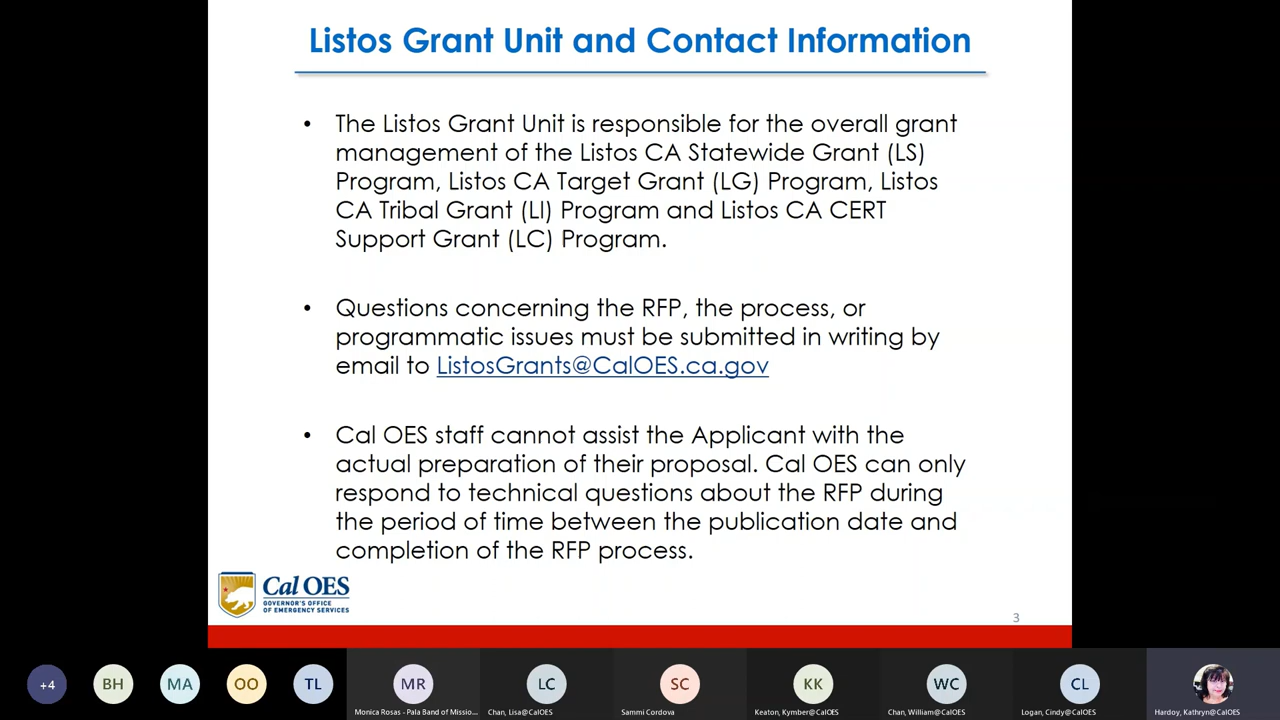 Listos Grant Unit and Contact Information
• The Listos Grant Unit is responsible for the overall grant
management of the Listos CA Statewide Grant (LS)
Program, Listos CA Target Grant (LG) Program, Listos
CA Tribal Grant (LI) Program and Listos CA CERT
Support Grant (LC) Program.
• Questions concerning the RFP, the process, or
programmatic issues must be submitted in writing by
email to ListosGrants@CalOES.ca.gov
• Cal OES staff cannot assist the Applicant with the
actual preparation of their proposal. Cal OES can only
respond to technical questions about the RFP during
the period of time between the publication date and
completion of the RFP process.
Cal OES
GOVERNOR'S OFFICE
OF EMERGENCY SERVICES
3
+4
BH
MA
OO
TL
MR
LC
SC
KK
WC
CL
Monica Rosas - Pala Band of Missio...
Chan, Lisa@CalOES
Sammi Cordova
Keaton, Kymber@CalOES
Chan, William@CalOES
Logan, Cindy@CalOES
Hardoy, Kathryn@CalOES